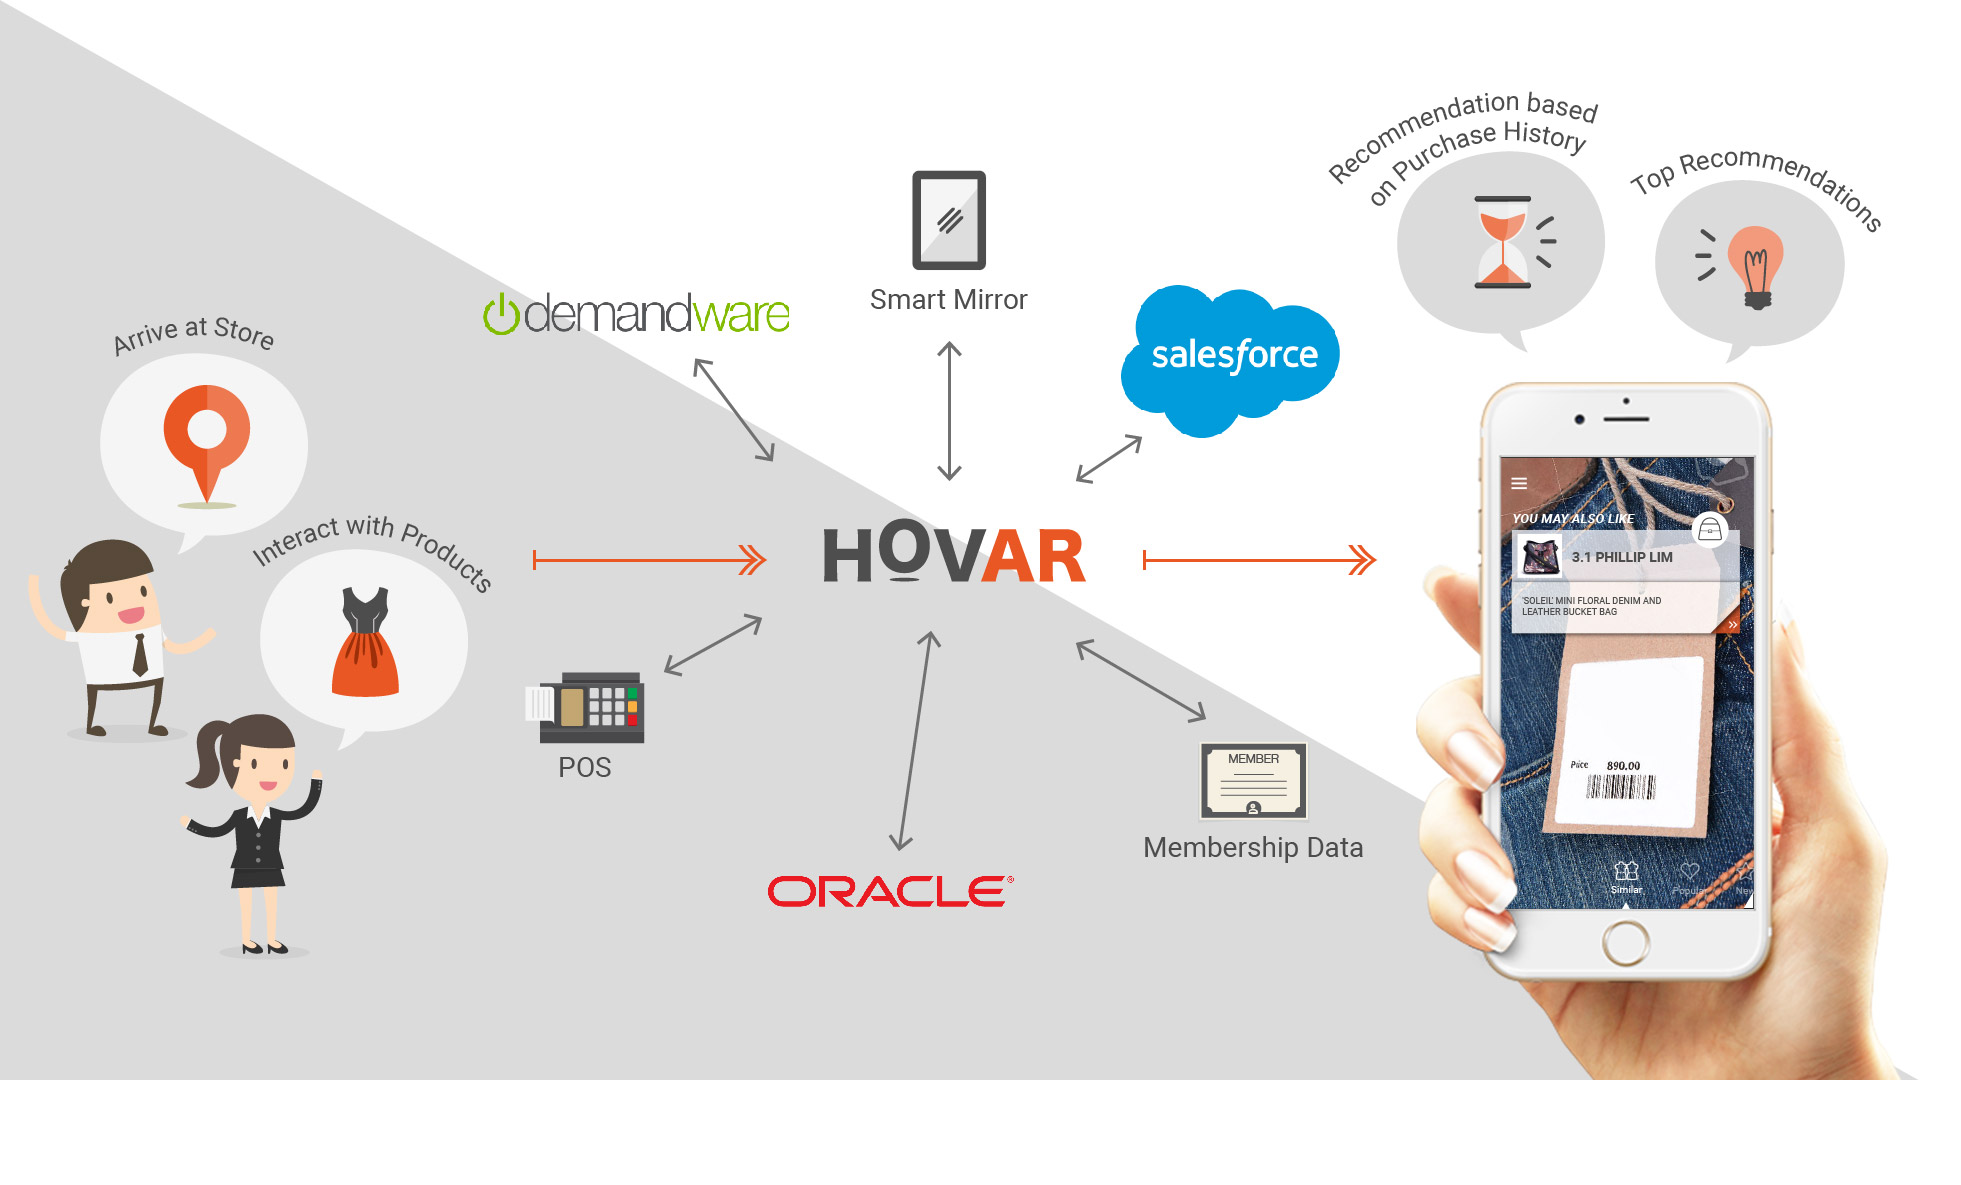 Recommendation based
on Purchase History
Top Recommendations
Smart Mirror
demandware
salesforce
Arrive at Store
Interact with Products
HOVAR
YOU MAY ALSO LIKE
3.1 PHILLIP LIM
'SOLEIL' MINI FLORAL DENIM AND
LEATHER BUCKET BAG
POS
MEMBER
Price 890.00
Membership Data
ORACLE®
Similar
Popular
New